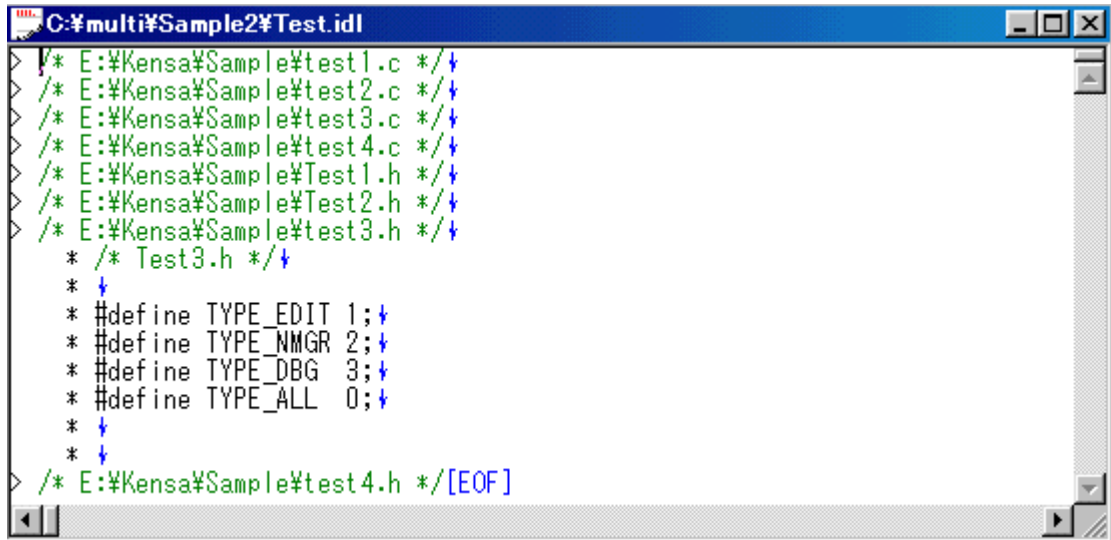 C:¥multi¥Sample2¥Test.idl
/* E:¥Kensa¥Sample¥test1.c */
/* E:¥Kensa¥Sample¥test2.c */
/* E:¥Kensa¥Sample¥test3.c */
/* E:¥Kensa¥Sample¥test4.c */
/* E:¥Kensa¥Sample¥Test1.h */
/* E:¥Kensa¥Sample¥Test2.h */
/* E:¥Kensa¥Sample¥test3.h */
* /* Test3.h */
*
* #define TYPE_EDIT 1;
* #define TYPE_NMGR 2;
* #define TYPE_DBG  3;
* #define TYPE_ALL  0;
*
*
/* E:¥Kensa¥Sample¥test4.h */[EOF]